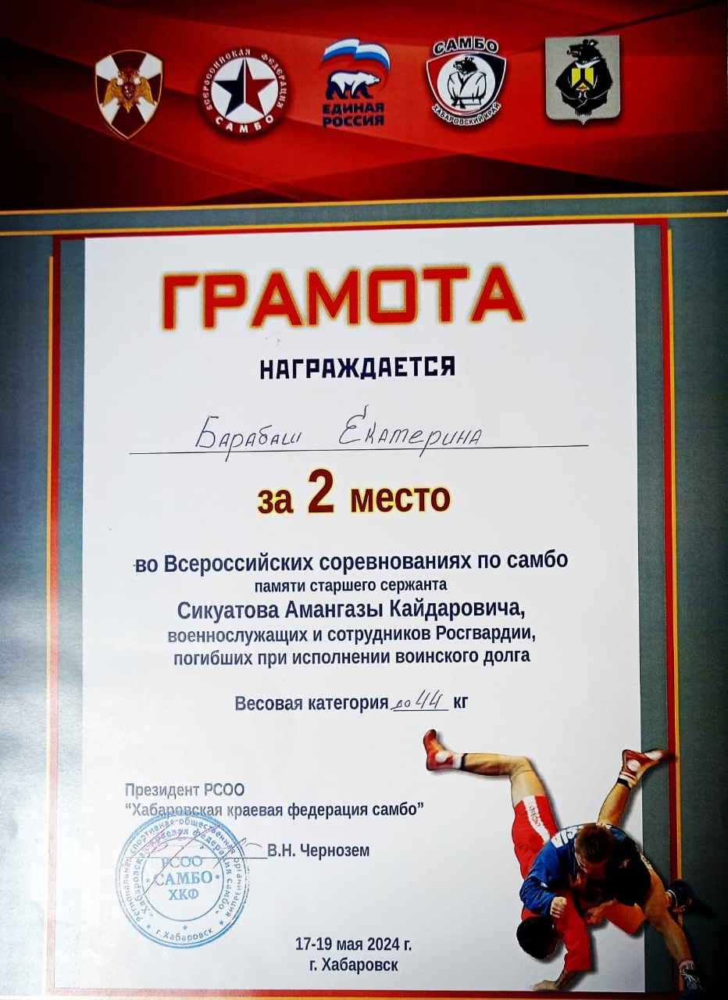 ВСЕРОССИЙСКАЯ ФЕДЕРАЦИЯ
САМБО
ЕДИНАЯ
РОССИЯ
САМБО
ХАБАРОВСКИЙ КРАЙ
ГРАМОТА
НАГРАЖДАЕТСЯ
Барабаш Екатерина
за 2 место
во Всероссийских соревнованиях по самбо
памяти старшего сержанта
Сикуатова Амангазы Кайдаровича,
военнослужащих и сотрудников Росгвардии,
погибших при исполнении воинского долга
Весовая категория до 44 кг
Президент РСОО
“Хабаровская краевая федерация самбо”
В.Н. Чернозем
Региональная спортивная общественная организация
"Хабаровская краевая федерация самбо"
РСОО
САМБО
ХКФ
г. Хабаровск
17-19 мая 2024 г.
г. Хабаровск